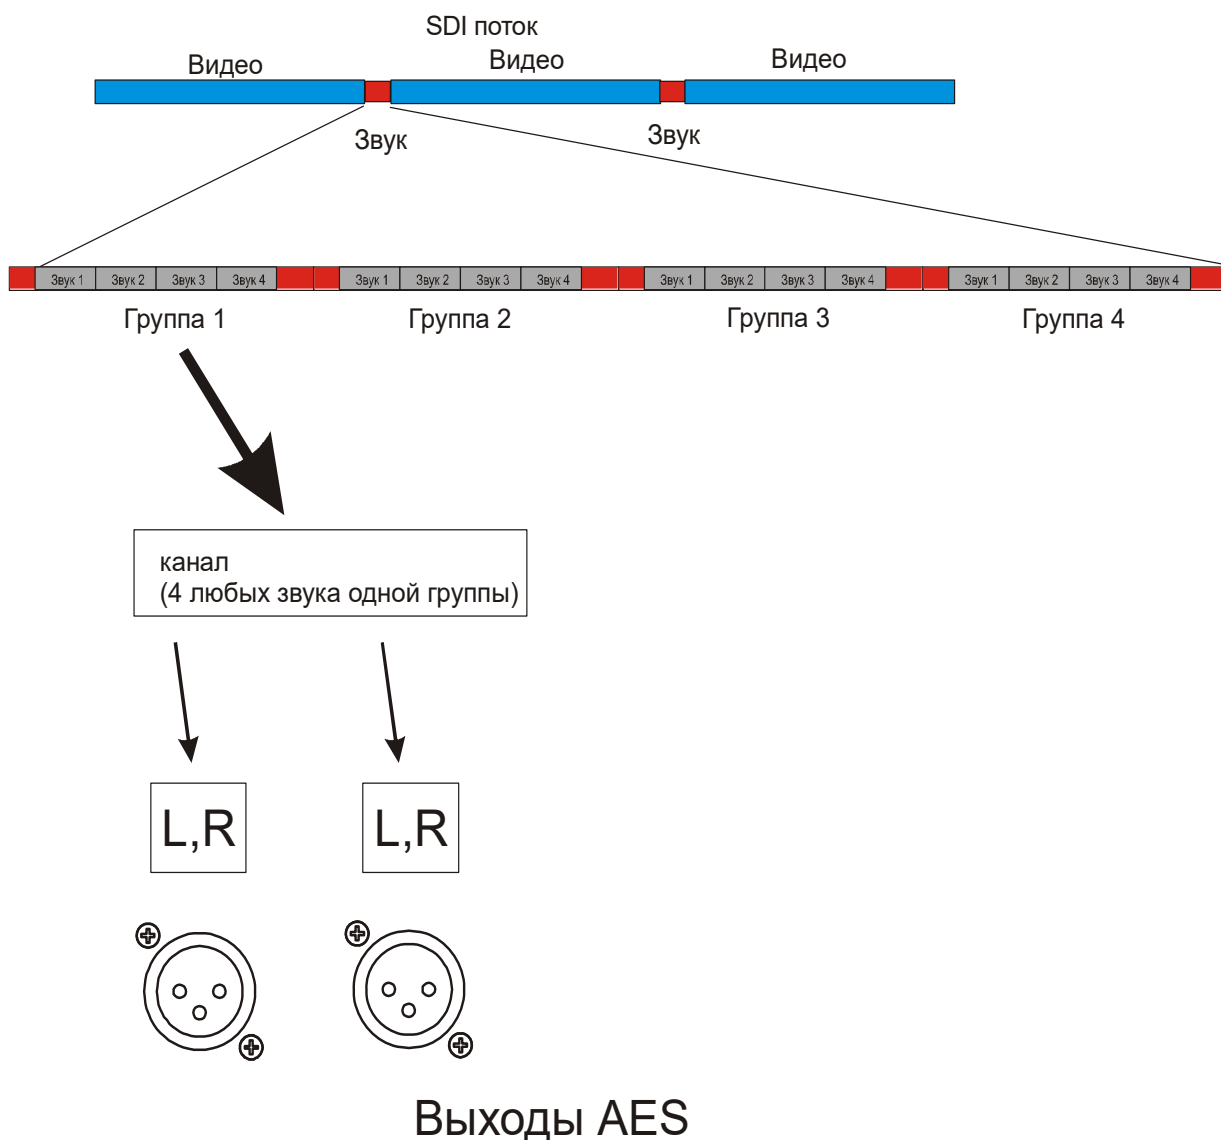 SDI поток
Видео Видео Видео
Звук Звук
Звук 1 Звук 2 Звук 3 Звук 4 Звук 1 Звук 2 Звук 3 Звук 4 Звук 1 Звук 2 Звук 3 Звук 4 Звук 1 Звук 2 Звук 3 Звук 4
Группа 1 Группа 2 Группа 3 Группа 4
канал
(4 любых звука одной группы)
L,R L,R
Выходы AES